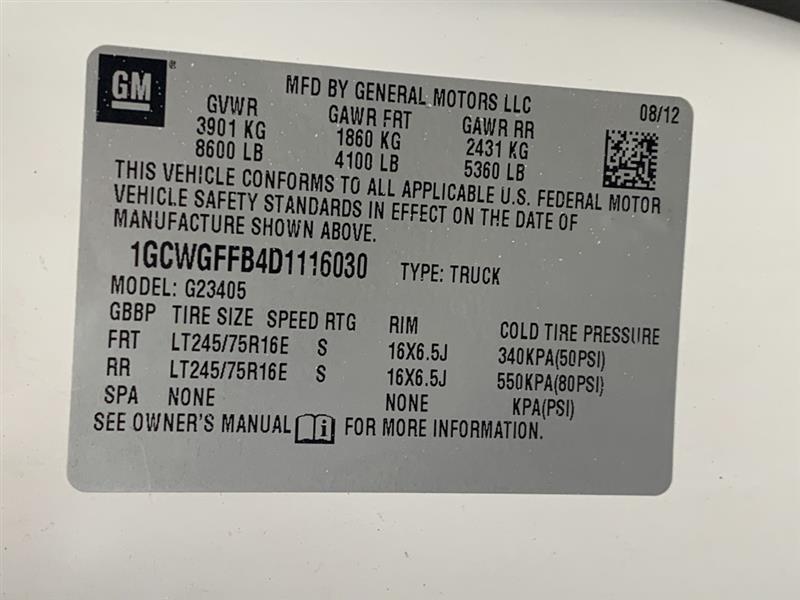 GM®
MFD BY GENERAL MOTORS LLC
08/12
GVWR GAWR FRT GAWR RR
3901 KG 1860 KG 2431 KG
8600 LB 4100 LB 5360 LB
THIS VEHICLE CONFORMS TO ALL APPLICABLE U.S. FEDERAL MOTOR
VEHICLE SAFETY STANDARDS IN EFFECT ON THE DATE OF
MANUFACTURE SHOWN ABOVE.
1GCWGFFB4D1116030 TYPE: TRUCK
MODEL: G23405
GBBP TIRE SIZE SPEED RTG RIM COLD TIRE PRESSURE
FRT LT245/75R16E S 16X6.5J 340KPA(50PSI)
RR LT245/75R16E S 16X6.5J 550KPA(80PSI)
SPA NONE NONE KPA(PSI)
SEE OWNER'S MANUAL i FOR MORE INFORMATION.